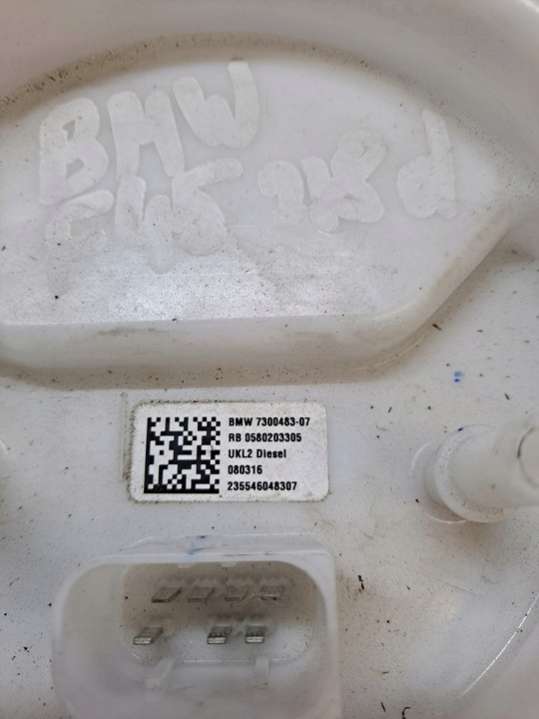 BMW
F45 218d
BMW 7300483-07
RB 0580203305
UKL2 Diesel
080316
235546048307